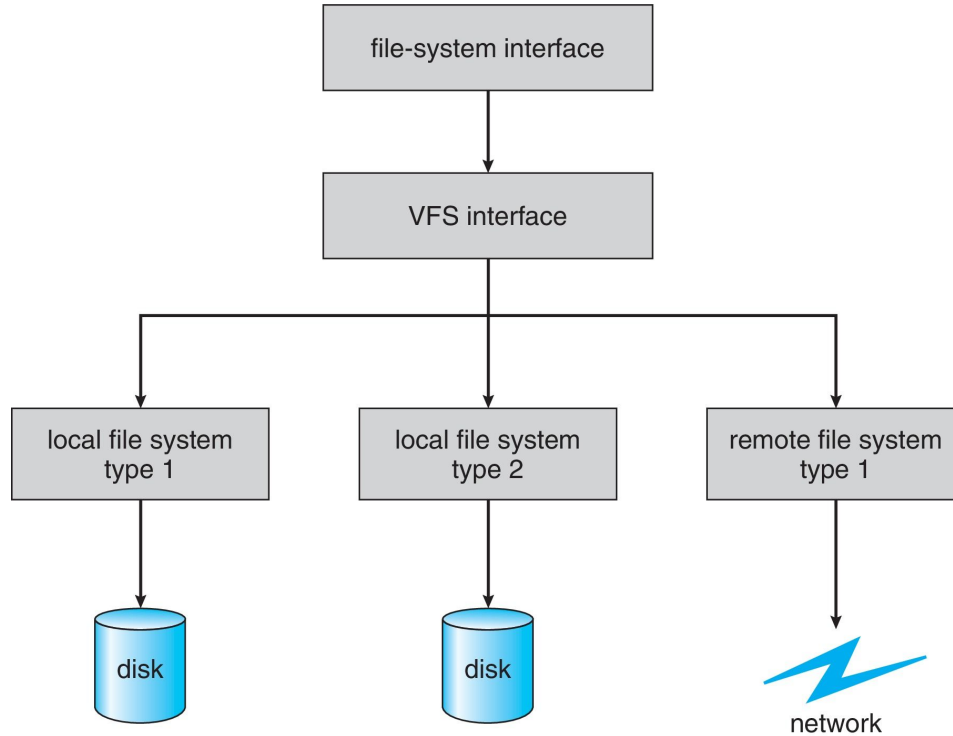 file-system interface
VFS interface
local file system
type 1
local file system
type 2
remote file system
type 1
disk
disk
network